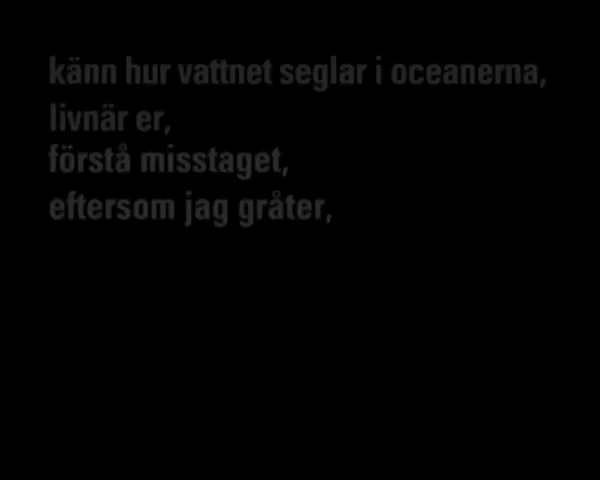 känn hur vattnet seglar i oceanerna,
livnär er,
förstå misstaget,
eftersom jag gråter,